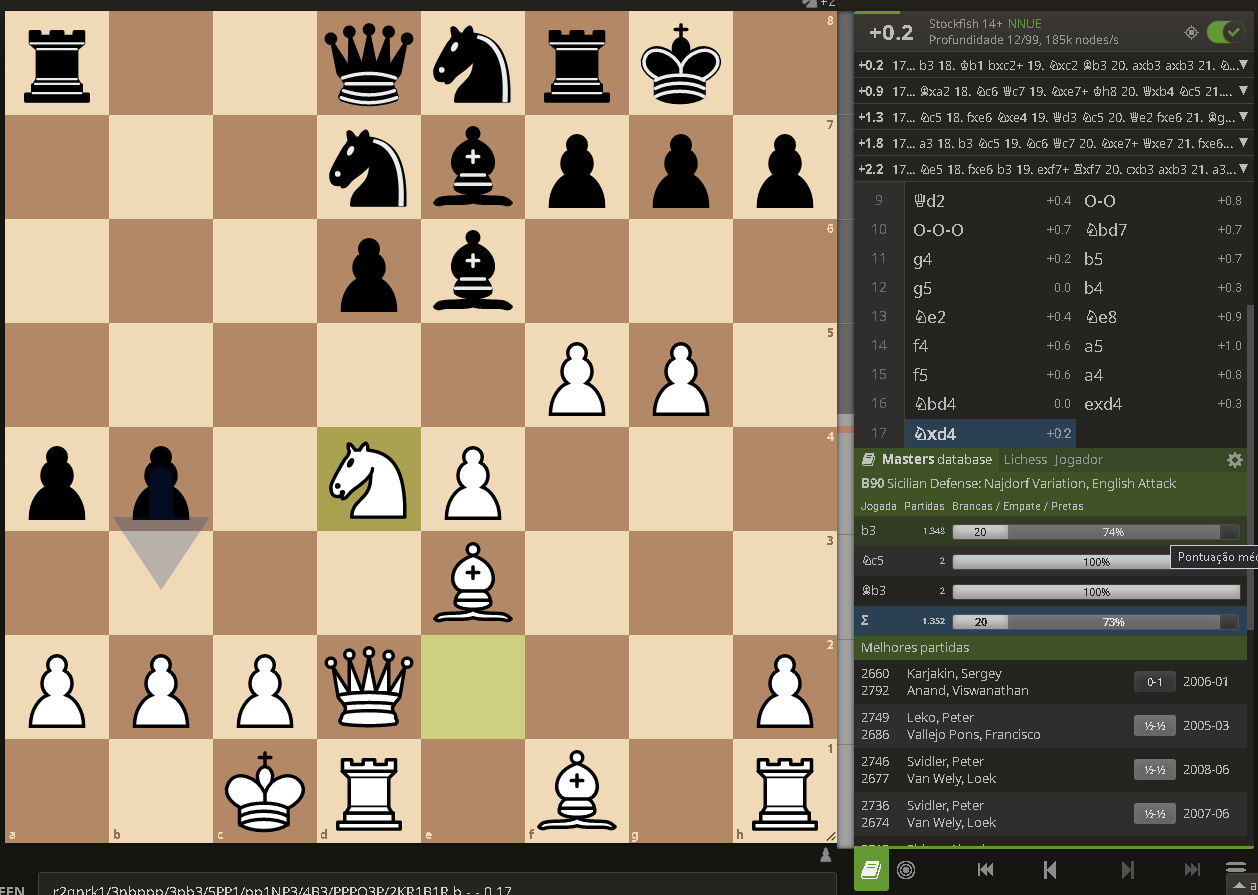 +2
8
7
6
5
4
3
2
1
a b c d e f g h
FEN r2qnrk1/3nbppp/3pb3/5PP1/pp1NP3/4B3/PPPQ3P/2KR1B1R b - - 0 17
+0.2
Stockfish 14+ NNUE
Profundidade 12/99, 185k nodes/s
+0.2 17... b3 18. ♔b1 bxc2+ 19. ♘xc2 ♝b3 20. axb3 axb3 21. ♘...
+0.9 17... ♝xa2 18. ♘c6 ♛c7 19. ♘xe7+ ♚h8 20. ♕xb4 ♞c5 21....
+1.3 17... ♞c5 18. fxe6 ♞xe4 19. ♕d3 ♞c5 20. ♕e2 fxe6 21. ♗g...
+1.8 17... a3 18. b3 ♞c5 19. ♘c6 ♛c7 20. ♘xe7+ ♛xe7 21. fxe6...
+2.2 17... ♞e5 18. fxe6 b3 19. exf7+ ♜xf7 20. cxb3 axb3 21. a3...
9 ♕d2 +0.4 O-O +0.8
10 O-O-O +0.7 ♘bd7 +0.7
11 g4 +0.2 b5 +0.7
12 g5 0.0 b4 +0.3
13 ♘e2 +0.4 ♘e8 +0.9
14 f4 +0.6 a5 +1.0
15 f5 +0.6 a4 +0.8
16 ♘bd4 0.0 exd4 +0.3
17 ♘xd4 +0.2
Masters database Lichess Jogador
B90 Sicilian Defense: Najdorf Variation, English Attack
Jogada Partidas Brancas / Empate / Pretas
b3 1.348 20 74%
♘c5 2 100%
♗b3 2 100%
Pontuação mé
Σ 1.352 20 73%
Melhores partidas
2660 Karjakin, Sergey
2792 Anand, Viswanathan
0-1 2006-01
2749 Leko, Peter
2686 Vallejo Pons, Francisco
½-½ 2005-03
2746 Svidler, Peter
2677 Van Wely, Loek
½-½ 2008-06
2736 Svidler, Peter
2674 Van Wely, Loek
½-½ 2007-06